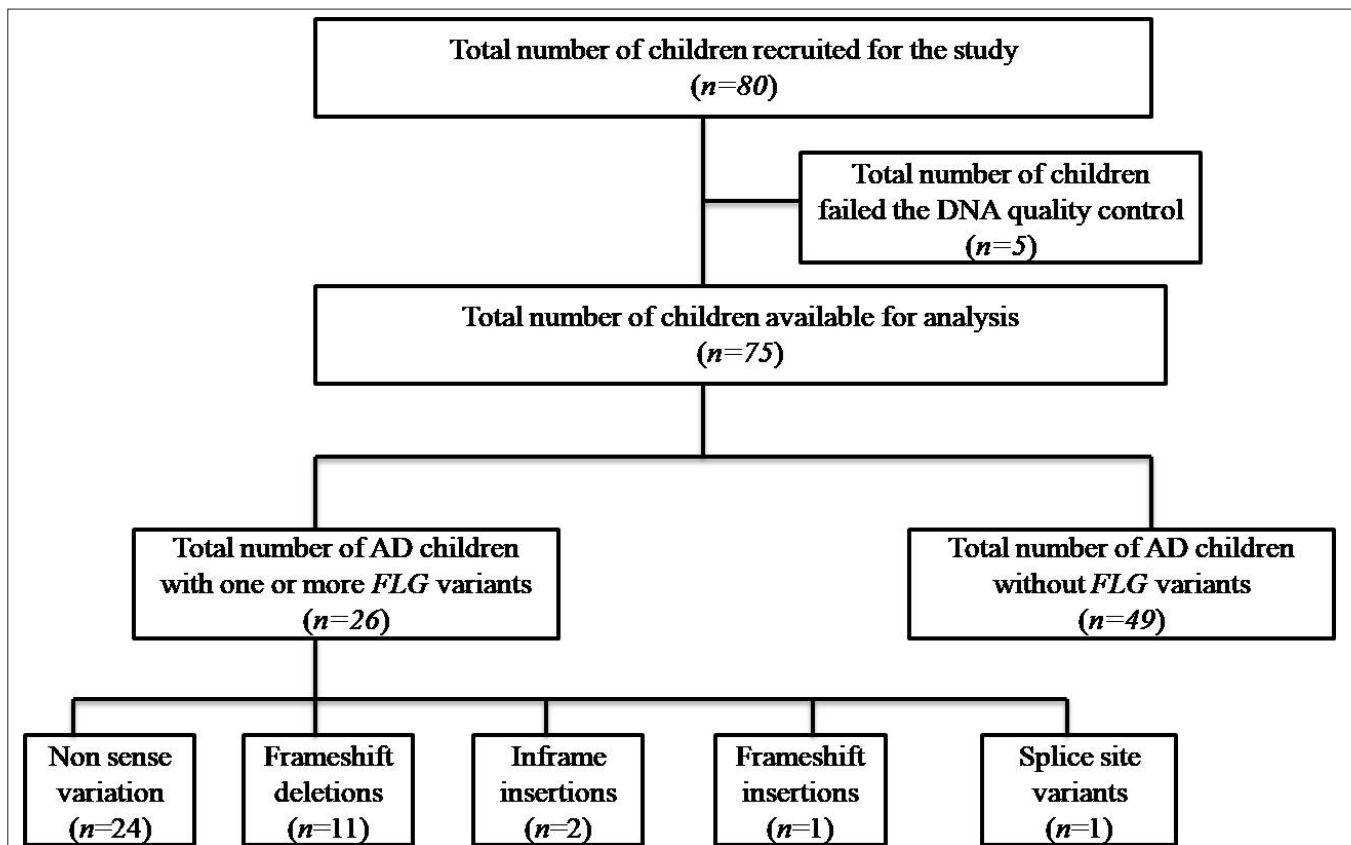 Total number of children recruited for the study
(n=80)
Total number of children
failed the DNA quality control
(n=5)
Total number of children available for analysis
(n=75)
Total number of AD children
with one or more FLG variants
(n=26)
Total number of AD children
without FLG variants
(n=49)
Non sense
variation
(n=24)
Frameshift
deletions
(n=11)
Inframe
insertions
(n=2)
Frameshift
insertions
(n=1)
Splice site
variants
(n=1)